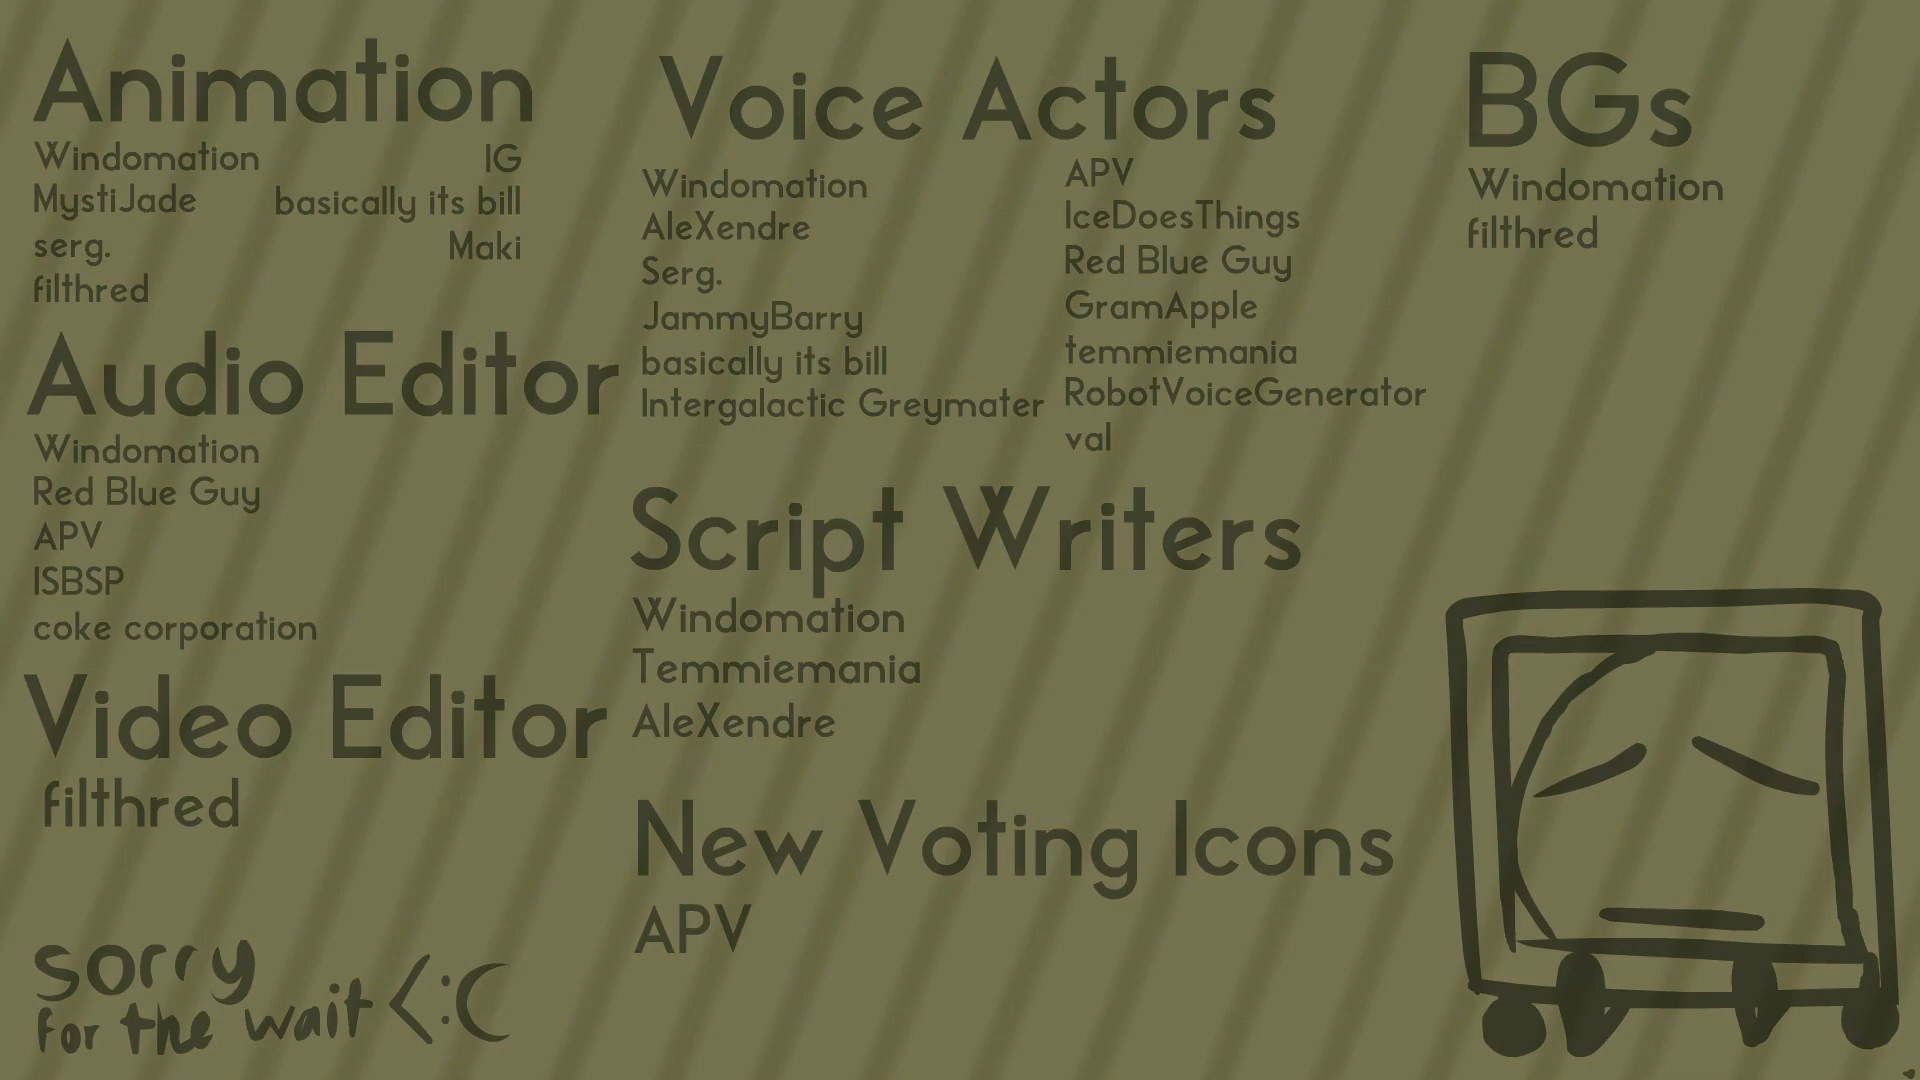 Animation
Windomation
MystiJade
serg.
filthred
IG
basically its bill
Maki
Audio Editor
Windomation
Red Blue Guy
APV
ISBSP
coke corporation
Video Editor
filthred
sorry
for the wait <:C
Voice Actors
Windomation
AleXendre
Serg.
JammyBarry
basically its bill
Intergalactic Greymater
APV
IceDoesThings
Red Blue Guy
GramApple
temmiemania
RobotVoiceGenerator
val
Script Writers
Windomation
Temmiemania
AleXendre
New Voting Icons
APV
BGs
Windomation
filthred